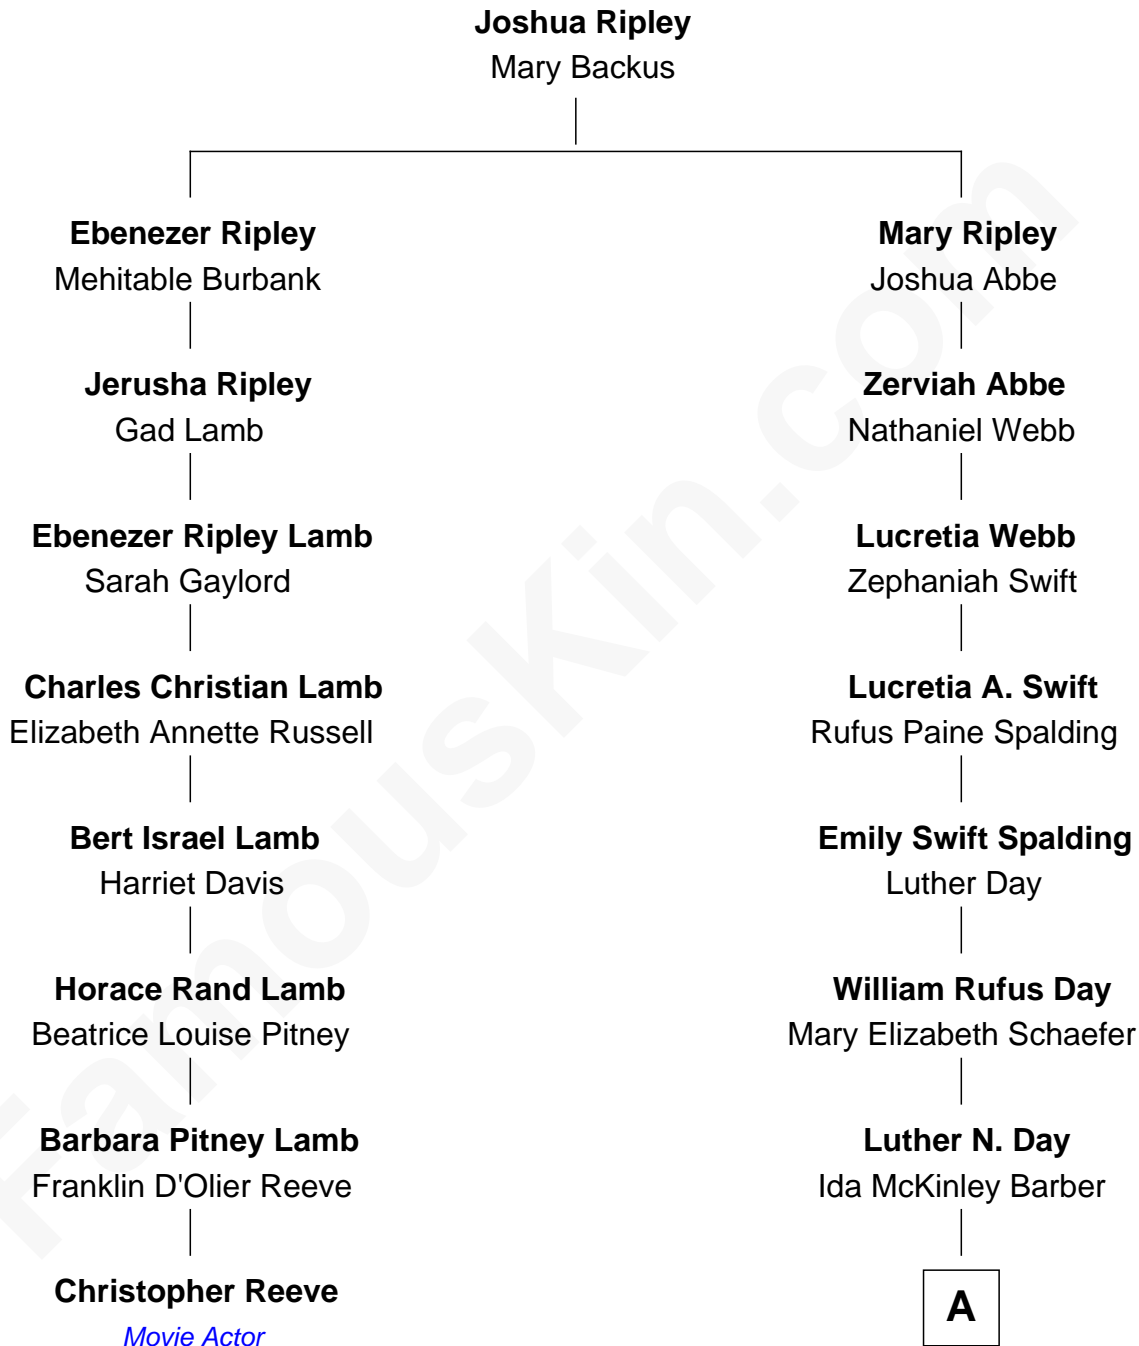 Joshua Ripley
Mary Backus
Ebenezer Ripley
Mehitable Burbank
Mary Ripley
Joshua Abbe
Jerusha Ripley
Gad Lamb
Zerviah Abbe
Nathaniel Webb
Ebenezer Ripley Lamb
Sarah Gaylord
Lucretia Webb
Zephaniah Swift
Charles Christian Lamb
Elizabeth Annette Russell
Lucretia A. Swift
Rufus Paine Spalding
Bert Israel Lamb
Harriet Davis
Emily Swift Spalding
Luther Day
Horace Rand Lamb
Beatrice Louise Pitney
William Rufus Day
Mary Elizabeth Schaefer
Barbara Pitney Lamb
Franklin D'Olier Reeve
Luther N. Day
Ida McKinley Barber
Christopher Reeve
Movie Actor
A
FamousKin.com